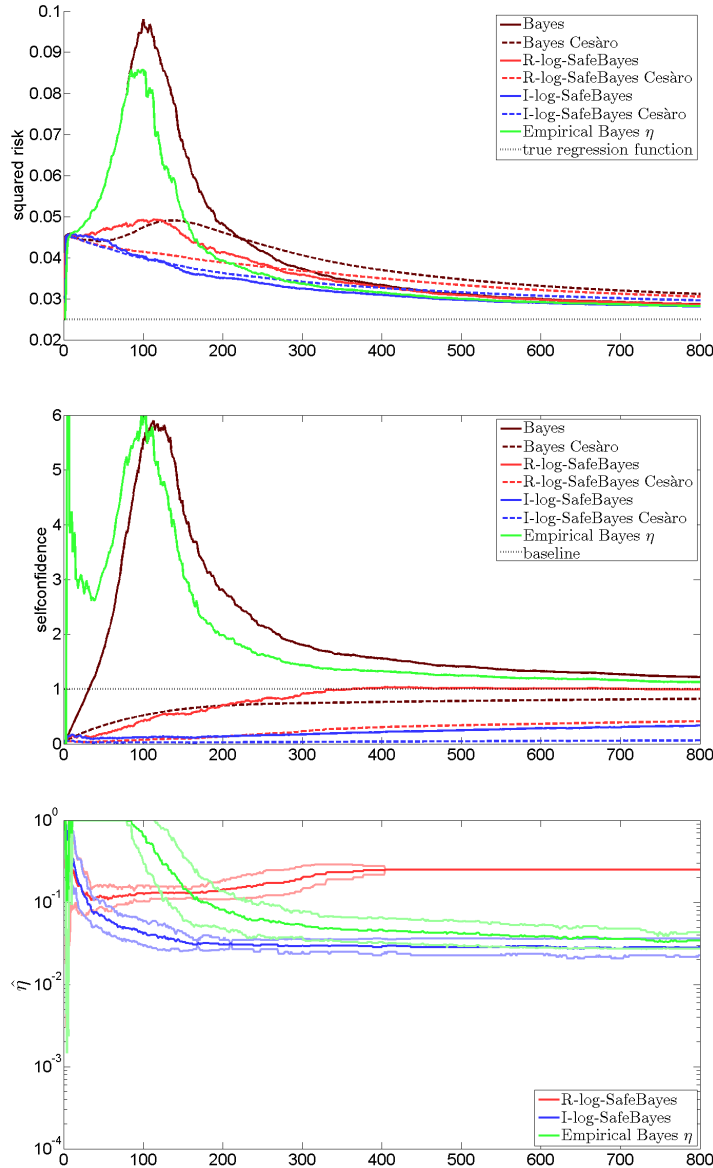 0.1
0.09
0.08
0.07
0.06
0.05
0.04
0.03
0.02
squared risk
Bayes
Bayes Cesàro
R-log-SafeBayes
R-log-SafeBayes Cesàro
I-log-SafeBayes
I-log-SafeBayes Cesàro
Empirical Bayes η
true regression function
0 100 200 300 400 500 600 700 800
6
5
4
3
2
1
0
selfconfidence
Bayes
Bayes Cesàro
R-log-SafeBayes
R-log-SafeBayes Cesàro
I-log-SafeBayes
I-log-SafeBayes Cesàro
Empirical Bayes η
baseline
0 100 200 300 400 500 600 700 800
10⁰
10⁻¹
10⁻²
10⁻³
10⁻⁴
η̂
R-log-SafeBayes
I-log-SafeBayes
Empirical Bayes η
0 100 200 300 400 500 600 700 800